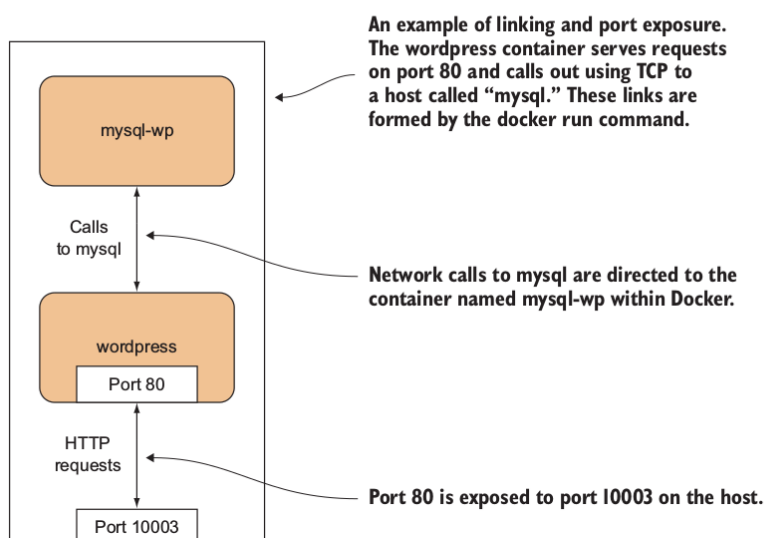 An example of linking and port exposure.
The wordpress container serves requests
on port 80 and calls out using TCP to
a host called “mysql.” These links are
formed by the docker run command.
mysql-wp
Calls
to mysql
Network calls to mysql are directed to the
container named mysql-wp within Docker.
wordpress
Port 80
HTTP
requests
Port 80 is exposed to port 10003 on the host.
Port 10003